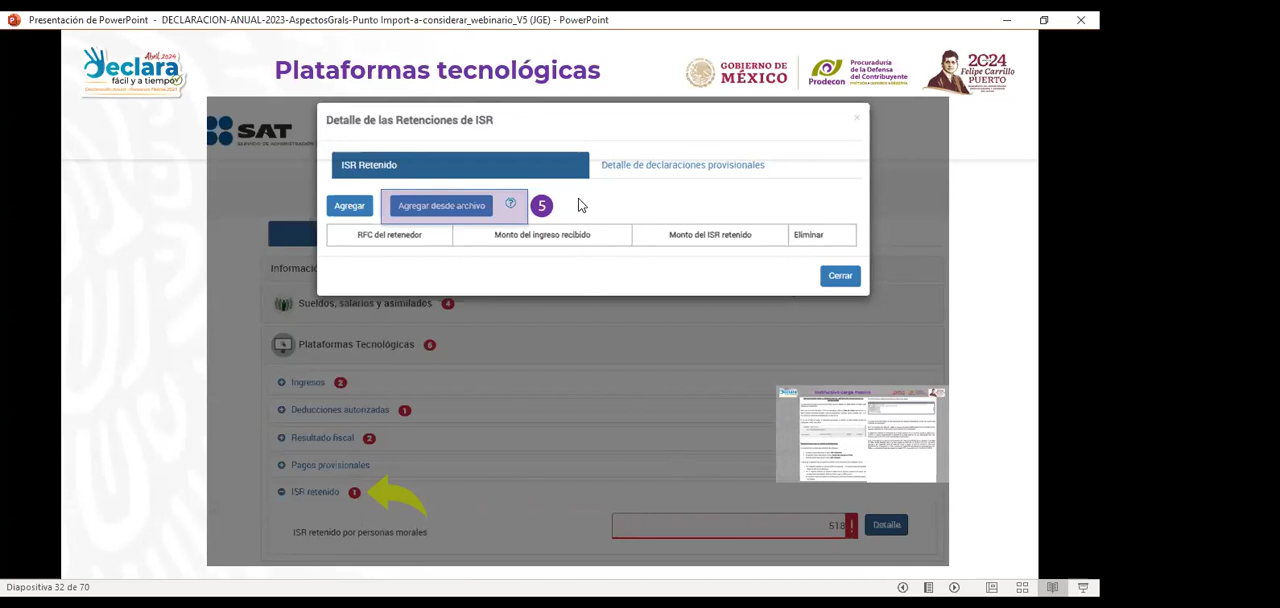 Presentación de PowerPoint - DECLARACION-ANUAL-2023-AspectosGrals-Punto Import-a-considerar_webinario_V5 (JGE) - PowerPoint
Abril 2024
Declara
fácil y a tiempo
Plataformas tecnológicas
GOBIERNO DE
MÉXICO
Prodecon
Procuraduría
de la Defensa
del Contribuyente
2024
Felipe Carrillo
PUERTO
SAT
Detalle de las Retenciones de ISR
×
ISR Retenido
Detalle de declaraciones provisionales
Agregar
Agregar desde archivo
?
5
RFC del retenedor
Monto del ingreso recibido
Monto del ISR retenido
Eliminar
Cerrar
Sueldos, salarios y asimilados 4
Plataformas Tecnológicas 6
Ingresos 2
Deducciones autorizadas 1
Resultado fiscal 2
Pagos provisionales
ISR retenido 1
ISR retenido por personas morales
518
!
Detalle
Diapositiva 32 de 70